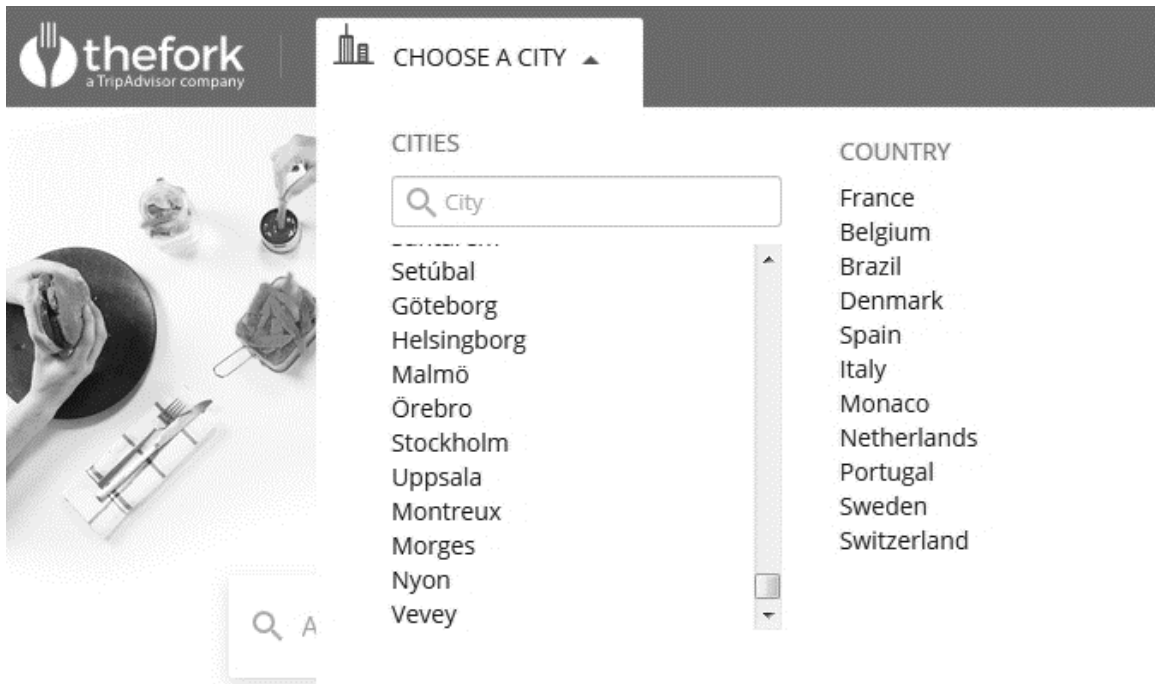 thefork
a TripAdvisor company
CHOOSE A CITY
CITIES
City
Setúbal
Göteborg
Helsingborg
Malmö
Örebro
Stockholm
Uppsala
Montreux
Morges
Nyon
Vevey
COUNTRY
France
Belgium
Brazil
Denmark
Spain
Italy
Monaco
Netherlands
Portugal
Sweden
Switzerland
A